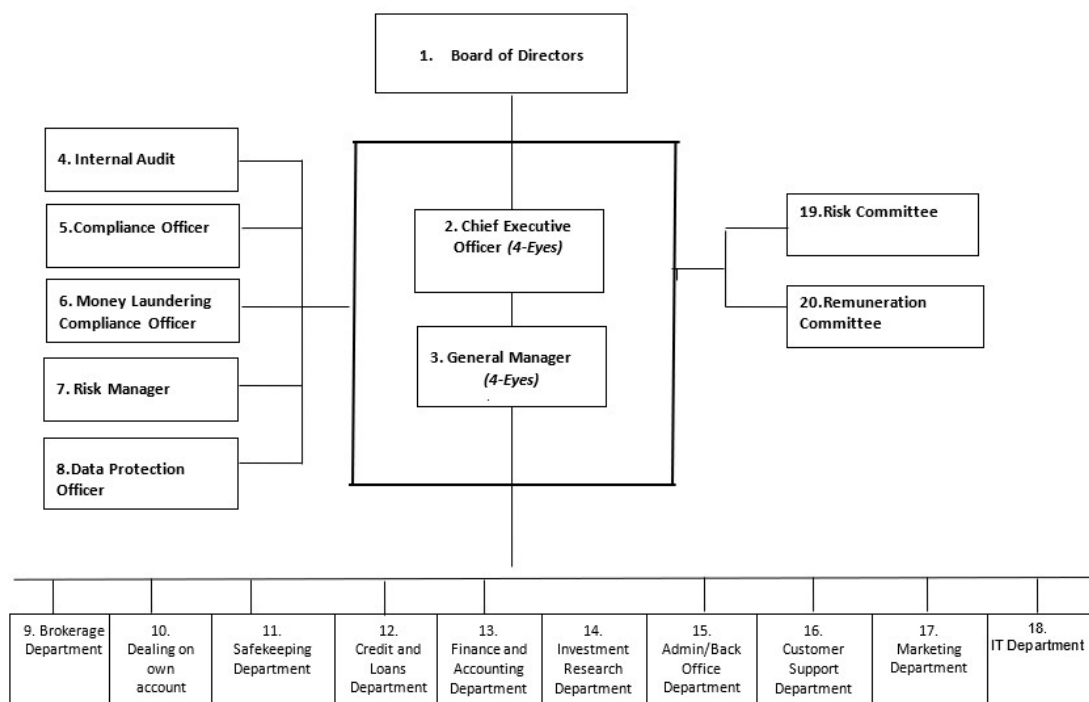 1. Board of Directors
4. Internal Audit
5.Compliance Officer
6. Money Laundering
Compliance Officer
7. Risk Manager
8.Data Protection
Officer
2. Chief Executive
Officer (4-Eyes)
3. General Manager
(4-Eyes)
19.Risk Committee
20.Remuneration
Committee
9. Brokerage
Department
10.
Dealing on
own
account
11.
Safekeeping
Department
12.
Credit and
Loans
Department
13.
Finance and
Accounting
Department
14.
Investment
Research
Department
15.
Admin/Back
Office
Department
16.
Customer
Support
Department
17.
Marketing
Department
18.
IT Department